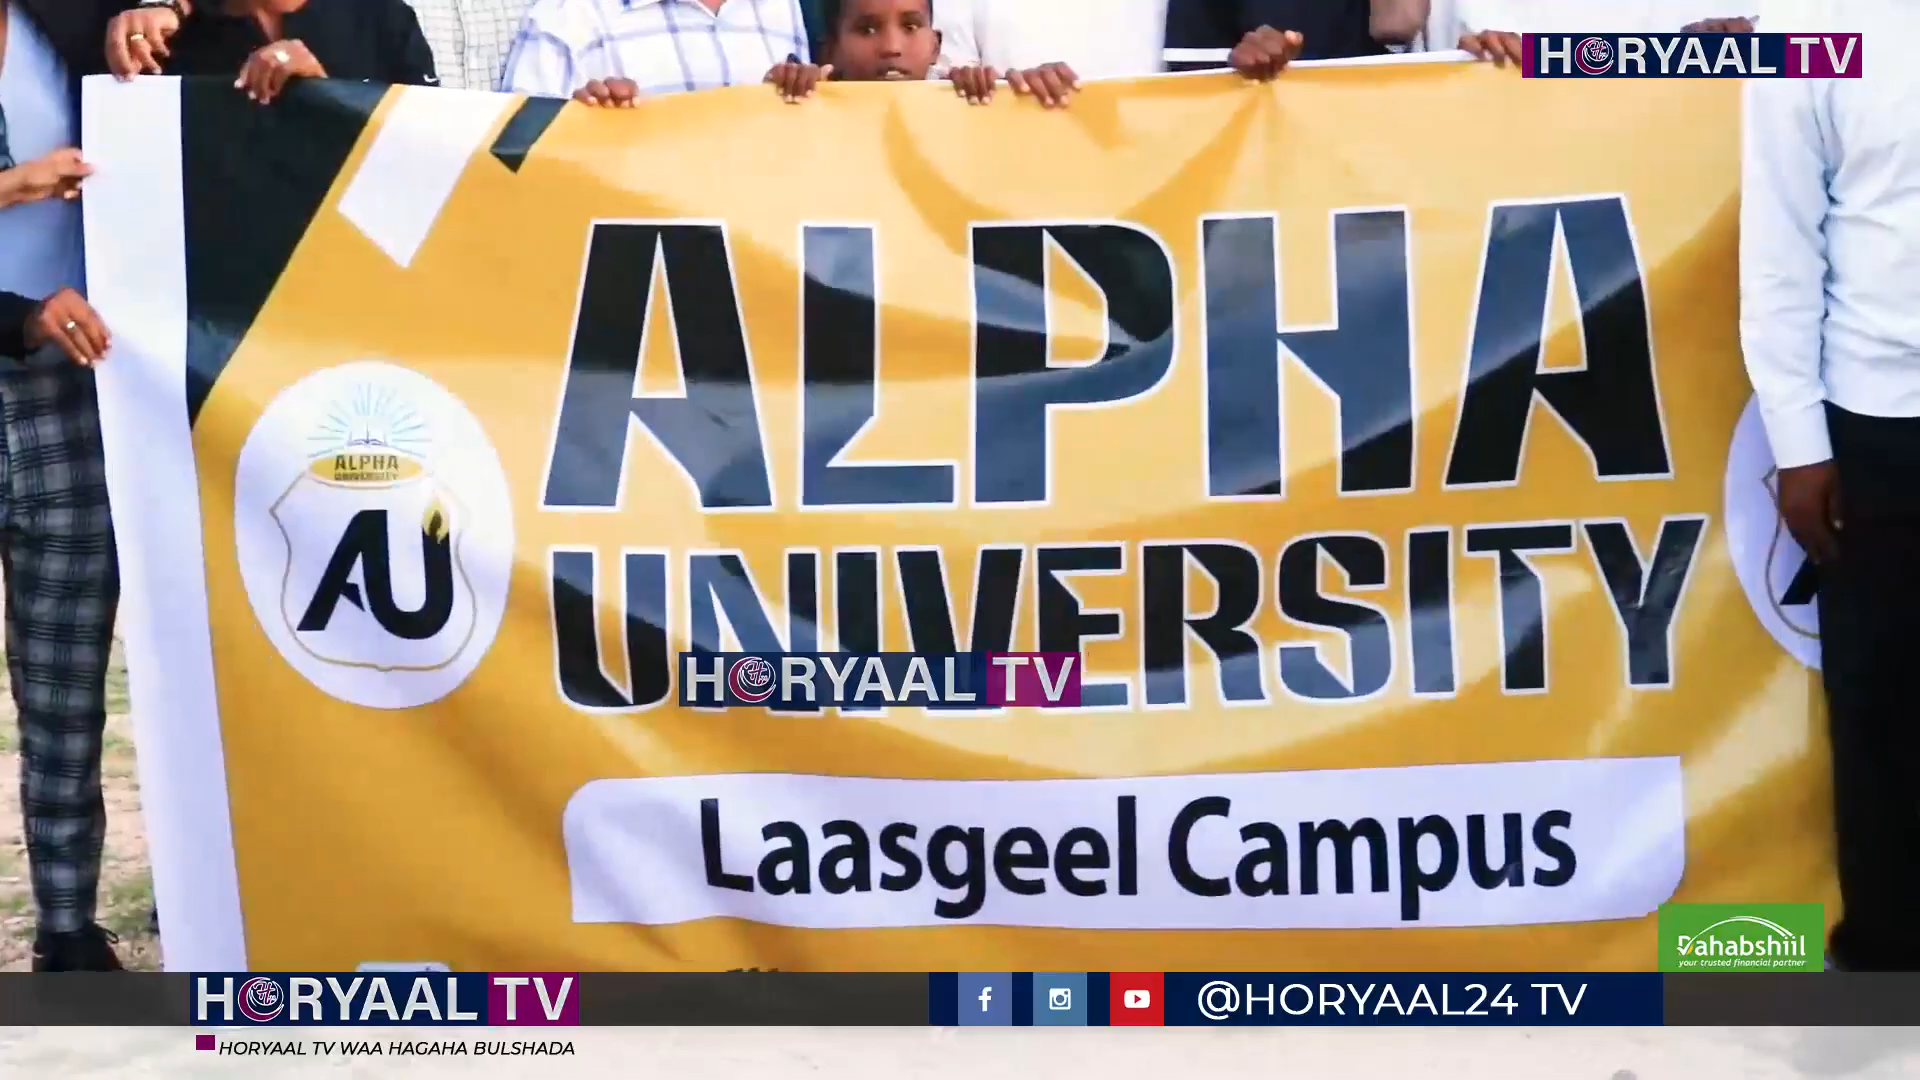 HORYAAL TV
ALPHA
UNIVERSITY
ALPHA
UNIVERSITY
AU
HORYAAL TV
Laasgeel Campus
Dahabshiil
your trusted financial partner
HORYAAL TV
@HORYAAL24 TV
HORYAAL TV WAA HAGAHA BULSHADA